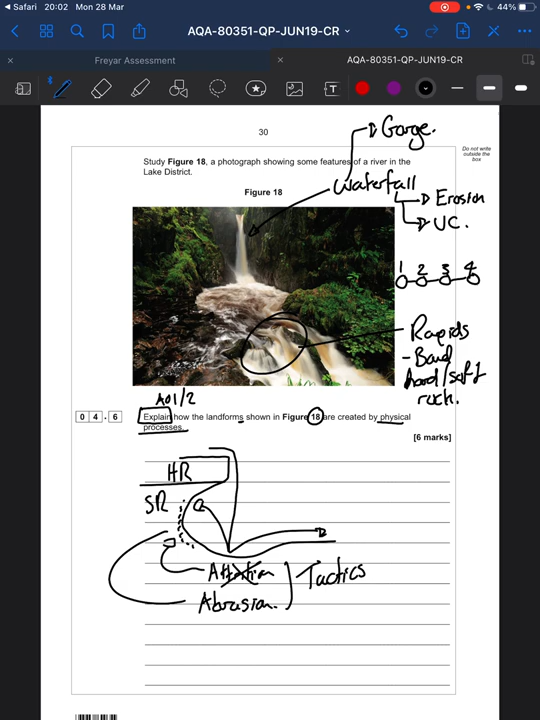 Safari 20:02 Mon 28 Mar 44%
AQA-80351-QP-JUN19-CR
Freyar Assessment
AQA-80351-QP-JUN19-CR
T
30
Do not write
outside the
box
Gorge.
Study Figure 18, a photograph showing some features of a river in the
Lake District.
Figure 18
Waterfall
Erosion
UC.
1 2 3 4
Rapids
- Band
hard/soft
rock.
AO1/2
04.6 Explain how the landforms shown in Figure 18 are created by physical
processes.
[6 marks]
HR
SR
Attrition
Tactics
Abrasion.